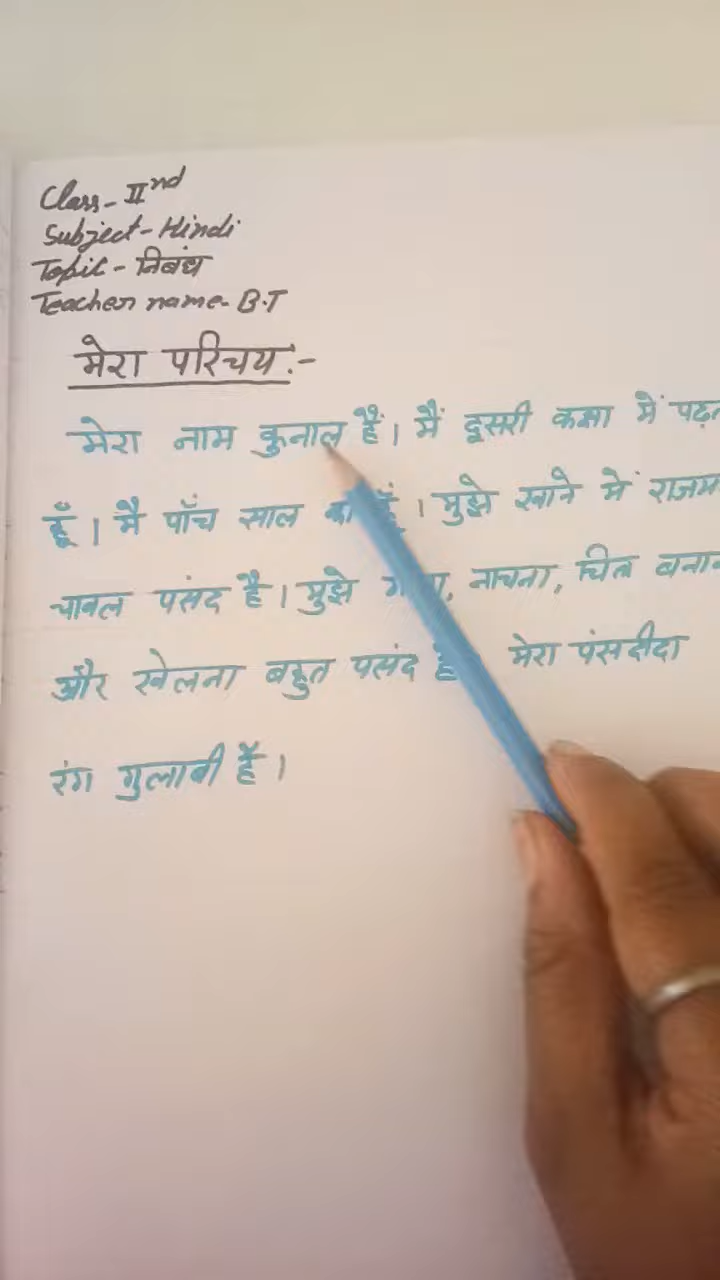 Class- IInd
Subject- Hindi
Topic- निबंध
Teacher name- B.T
मेरा परिचय :-
मेरा नाम कुनाल है। मैं दूसरी कक्षा में
हूँ। मै पाँच साल का हूँ। मुझे खाने में
चावल पसंद है। मुझे नाचना, चित्र
और खेलना बहुत पसंद है मेरा पंसदीदा
रंग गुलाबी है।